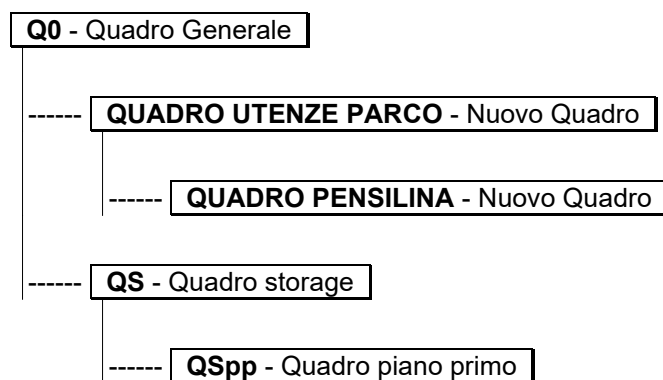 Q0 - Quadro Generale
QUADRO UTENZE PARCO - Nuovo Quadro
QUADRO PENSILINA - Nuovo Quadro
QS - Quadro storage
QSpp - Quadro piano primo